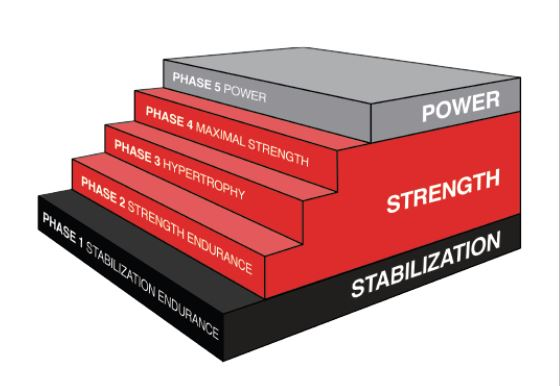 PHASE 5 POWER
POWER
PHASE 4 MAXIMAL STRENGTH
PHASE 3 HYPERTROPHY
PHASE 2 STRENGTH ENDURANCE
STRENGTH
PHASE 1 STABILIZATION ENDURANCE
STABILIZATION